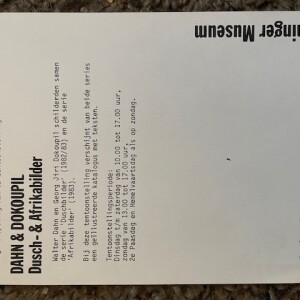 ninger Museum
DAHN & DOKOUPIL
Dusch- & Afrikabilder
Walter Dahn en Georg Jiri Dokoupil schilderden samen
de serie 'Duschbilder' (1982/83) en de serie
'Afrikabilder' (1983).
Bij deze tentoonstelling verschijnt van beide series
een geïllustreerde katalogus met teksten.
Tentoonstellingstijden:
Dinsdag t/m zaterdag van 10.00 tot 17.00 uur,
zondag van 13.00 tot 17.00 uur,
2e Paasdag en Hemelvaartsdag als op zondag.